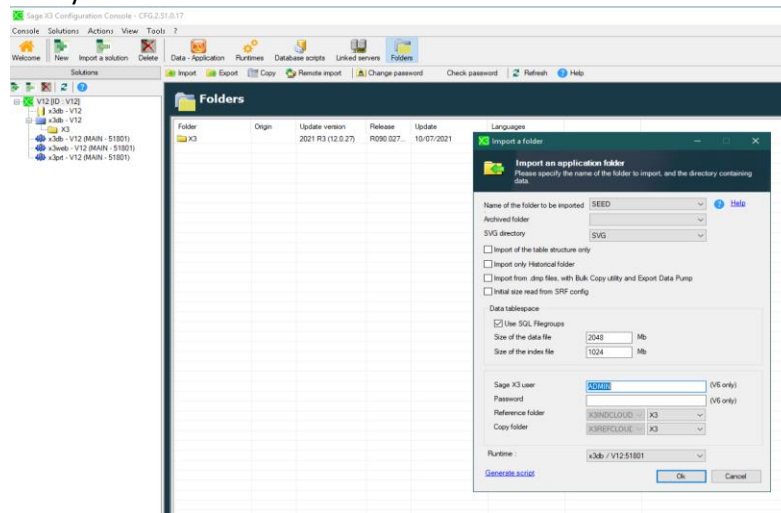 Sage X3 Configuration Console - CFG.2.51.0.17
Console Solutions Actions View Tools ?
Welcome New Import a solution Delete Data - Application Runtimes Database scripts Linked servers Folders
Solutions Import Export Copy Remote import Change password Check password Refresh Help
V12 [ID : V12]
x3db - V12
x3db - V12
X3
x3db - V12 (MAIN - 51801)
x3web - V12 (MAIN - 51801)
x3prt - V12 (MAIN - 51801)
Folders
Folder Origin Update version Release Update Languages
X3 2021 R3 (12.0.27) R090.027... 10/07/2021
Import a folder
Import an application folder
Please specify the name of the folder to import, and the directory containing
data.
Name of the folder to be imported SEED Help
Archived folder
SVG directory SVG
Import of the table structure only
Import only Historical folder
Import from .dmp files, with Bulk Copy utility and Export Data Pump
Initial size read from SRF config
Data tablespace
Use SQL Filegroups
Size of the data file 2048 Mb
Size of the index file 1024 Mb
Sage X3 user ADMIN (V6 only)
Password (V6 only)
Reference folder X3INDCLOUD X3
Copy folder X3REFCLOUD X3
Runtime : x3db / V12:51801
Generate script Ok Cancel